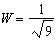 W = 1/√9